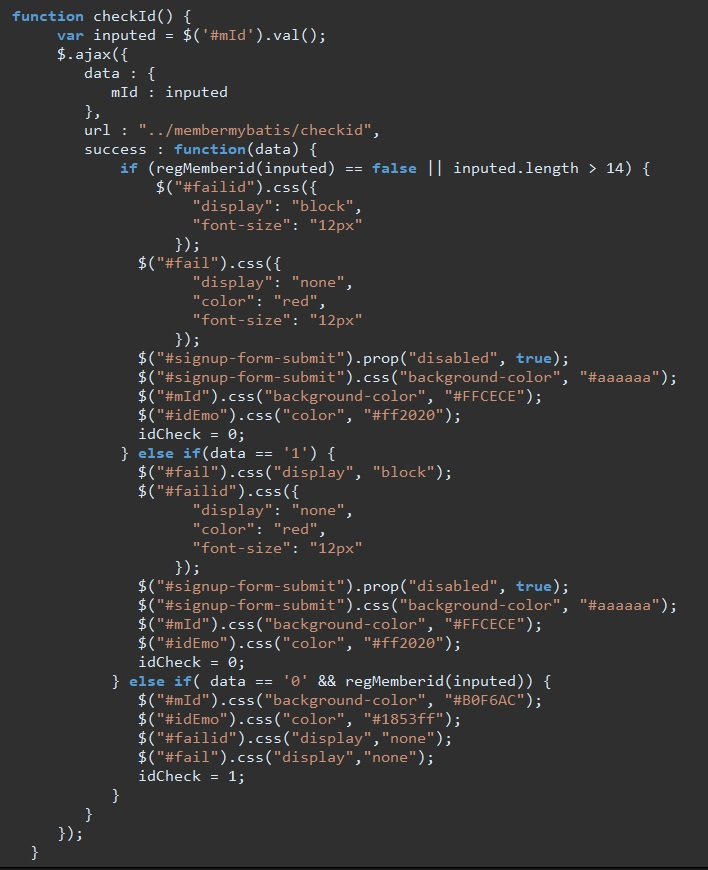 function checkId() {
var inputed = $('#mId').val();
$.ajax({
data : {
mId : inputed
},
url : "../membermybatis/checkid",
success : function(data) {
if (regMemberid(inputed) == false || inputed.length > 14) {
$("#failid").css({
"display": "block",
"font-size": "12px"
});
$("#fail").css({
"display": "none",
"color": "red",
"font-size": "12px"
});
$("#signup-form-submit").prop("disabled", true);
$("#signup-form-submit").css("background-color", "#aaaaaa");
$("#mId").css("background-color", "#FFCECE");
$("#idEmo").css("color", "#ff2020");
idCheck = 0;
} else if(data == '1') {
$("#fail").css("display", "block");
$("#failid").css({
"display": "none",
"color": "red",
"font-size": "12px"
});
$("#signup-form-submit").prop("disabled", true);
$("#signup-form-submit").css("background-color", "#aaaaaa");
$("#mId").css("background-color", "#FFCECE");
$("#idEmo").css("color", "#ff2020");
idCheck = 0;
} else if( data == '0' && regMemberid(inputed)) {
$("#mId").css("background-color", "#B0F6AC");
$("#idEmo").css("color", "#1853ff");
$("#failid").css("display","none");
$("#fail").css("display","none");
idCheck = 1;
}
}
});
}